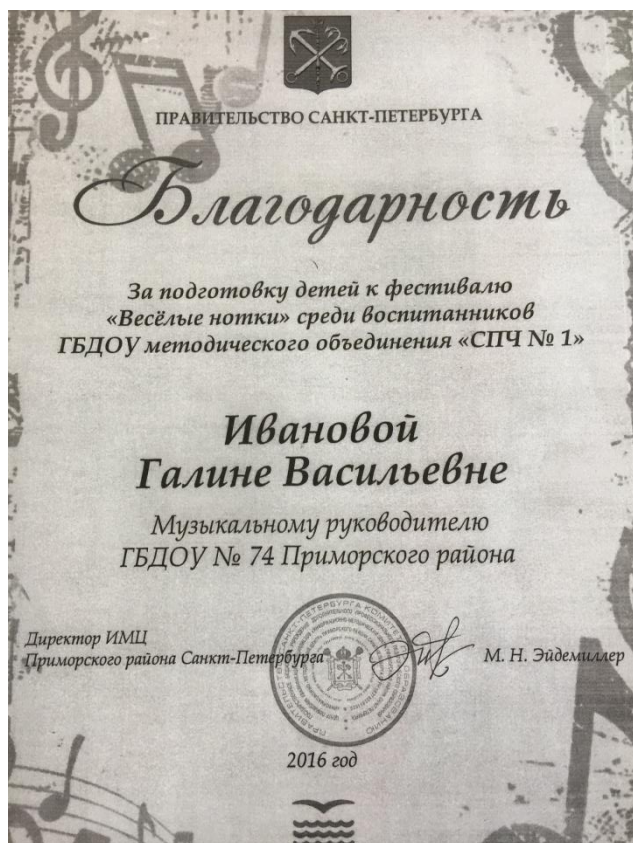 ПРАВИТЕЛЬСТВО САНКТ-ПЕТЕРБУРГА
Благодарность
За подготовку детей к фестивалю
«Весёлые нотки» среди воспитанников
ГБДОУ методического объединения «СПЧ № 1»
Ивановой
Галине Васильевне
Музыкальному руководителю
ГБДОУ № 74 Приморского района
Директор ИМЦ
Приморского района Санкт-Петербурга
М. Н. Эйдемиллер
2016 год